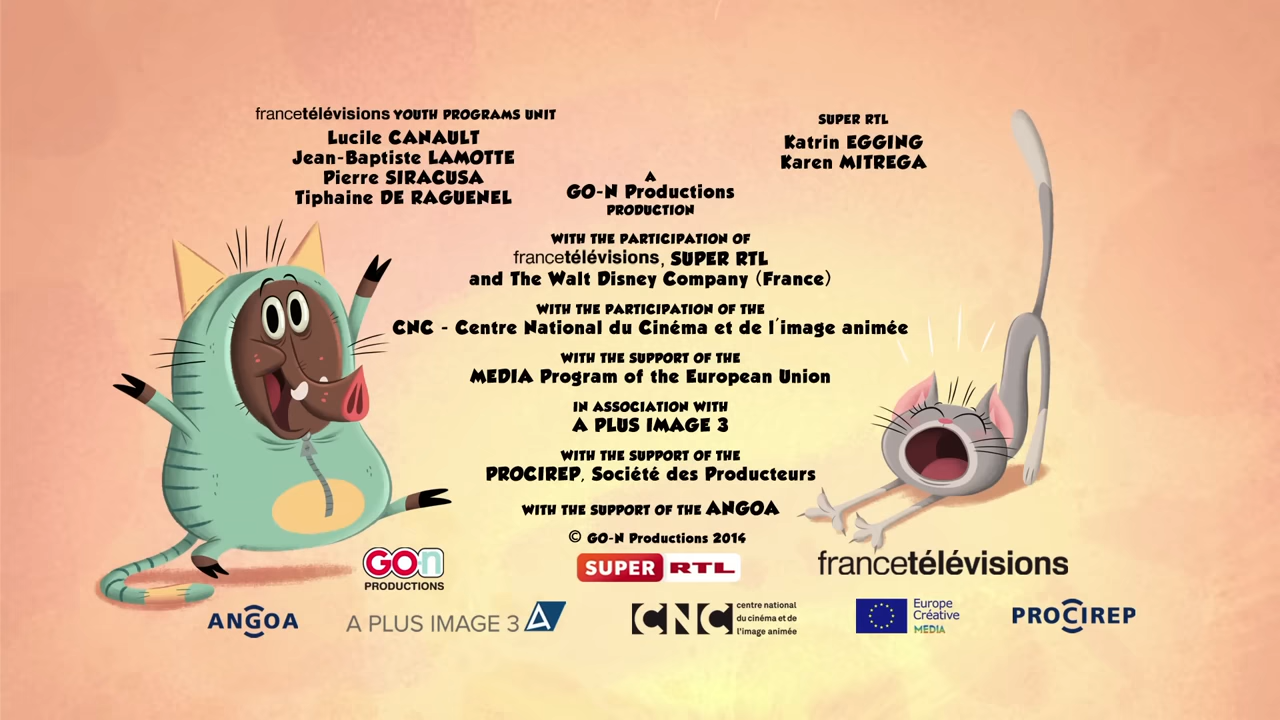 francetélévisions YOUTH PROGRAMS UNIT
Lucile CANAULT
Jean-Baptiste LAMOTTE
Pierre SIRACUSA
Tiphaine DE RAGUENEL
SUPER RTL
Katrin EGGING
Karen MITREGA
A
GO-N Productions
PRODUCTION
WITH THE PARTICIPATION OF
francetélévisions, SUPER RTL
and The Walt Disney Company (France)
WITH THE PARTICIPATION OF THE
CNC - Centre National du Cinéma et de l'image animée
WITH THE SUPPORT OF THE
MEDIA Program of the European Union
IN ASSOCIATION WITH
A PLUS IMAGE 3
WITH THE SUPPORT OF THE
PROCIREP, Société des Producteurs
WITH THE SUPPORT OF THE ANGOA
© GO-N Productions 2014
GO-n
PRODUCTIONS
SUPER RTL
francetélévisions
ANGOA
A PLUS IMAGE 3 A
CNC
centre national
du cinéma et de
l'image animée
Europe
Créative
MEDIA
PROCIREP